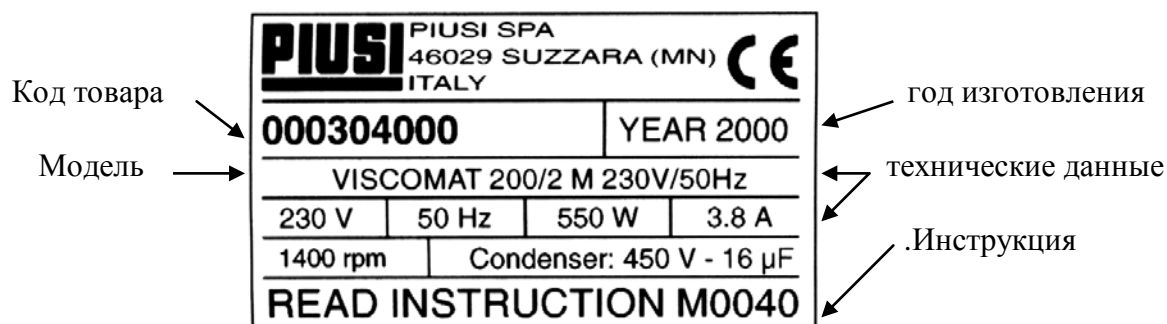 PIUSI
PIUSI SPA
46029 SUZZARA (MN)
ITALY
CE
Код товара
000304000
YEAR 2000
год изготовления
Модель
VISCOMAT 200/2 M 230V/50Hz
технические данные
230 V 50 Hz 550 W 3.8 A
1400 rpm Condenser: 450 V - 16 µF
.Инструкция
READ INSTRUCTION M0040